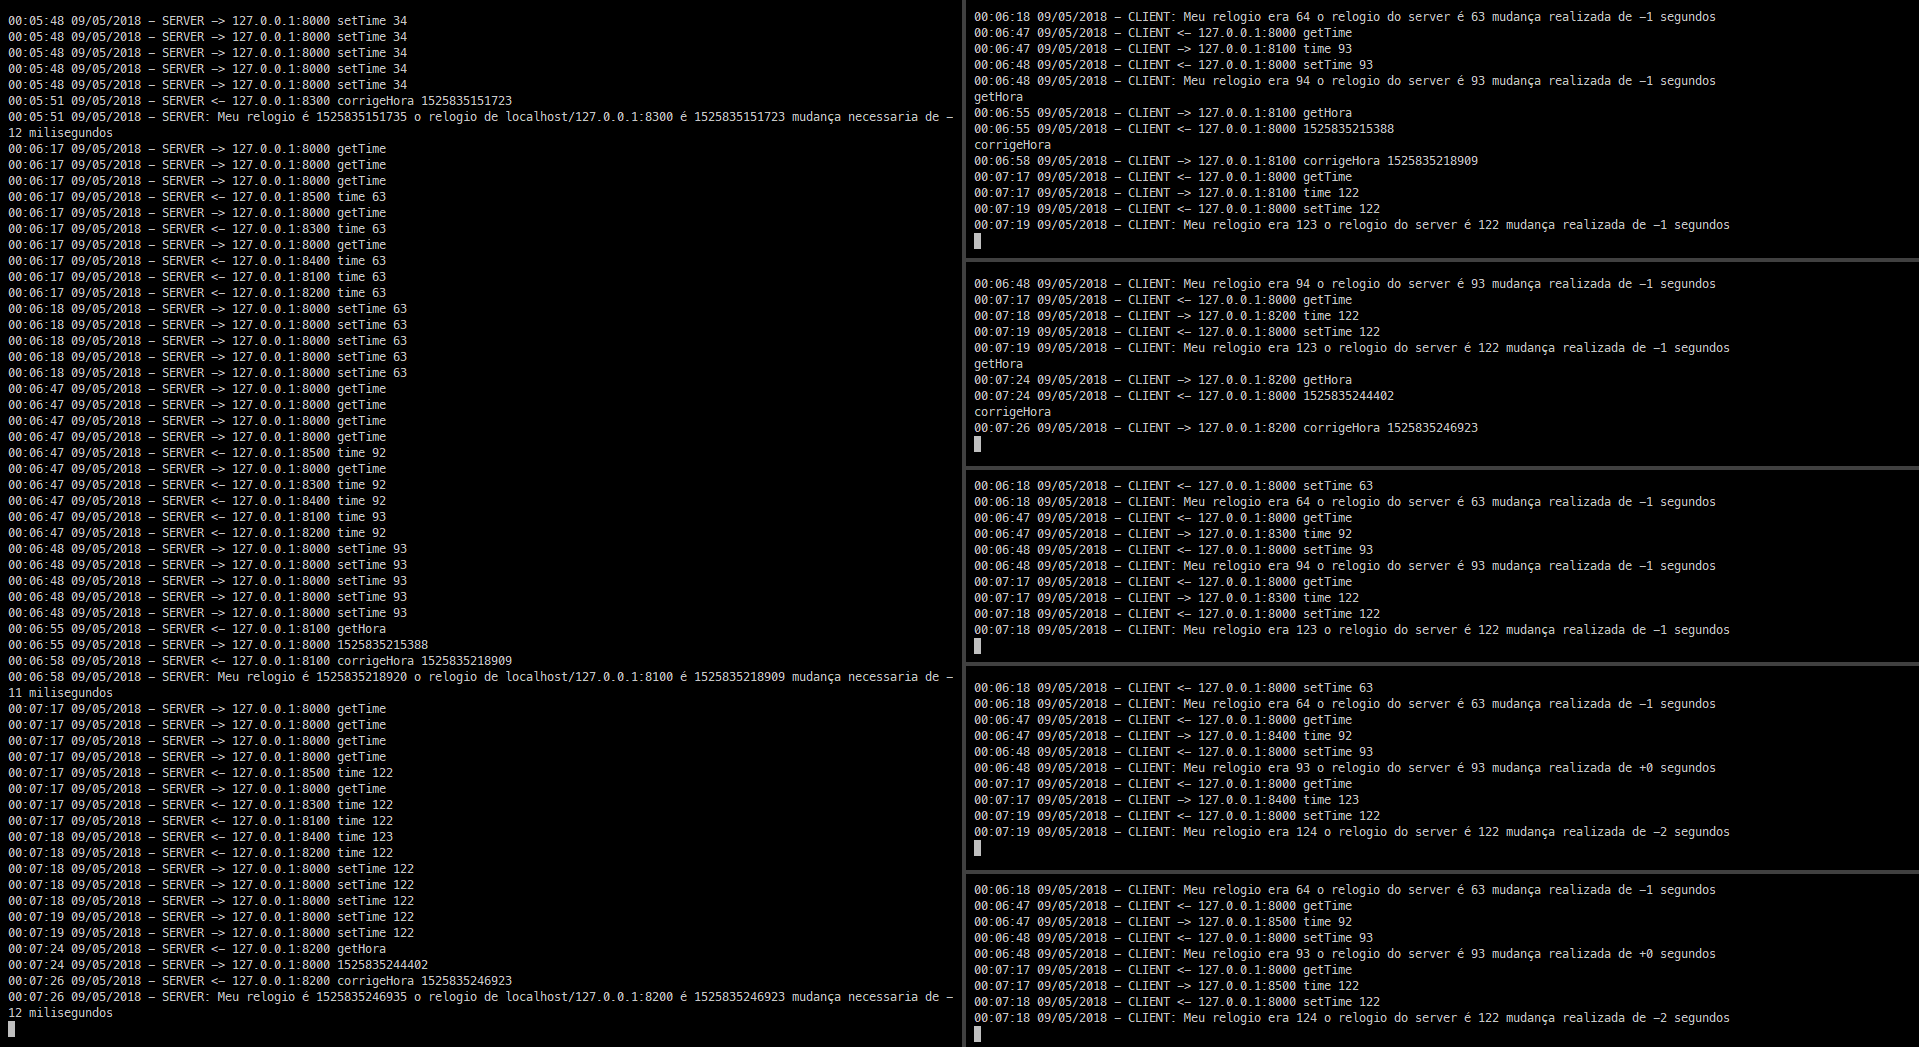 00:05:48 09/05/2018 – SERVER –> 127.0.0.1:8000 setTime 34
00:05:48 09/05/2018 – SERVER –> 127.0.0.1:8000 setTime 34
00:05:48 09/05/2018 – SERVER –> 127.0.0.1:8000 setTime 34
00:05:48 09/05/2018 – SERVER –> 127.0.0.1:8000 setTime 34
00:05:48 09/05/2018 – SERVER –> 127.0.0.1:8000 setTime 34
00:05:51 09/05/2018 – SERVER <– 127.0.0.1:8300 corrigeHora 1525835151723
00:05:51 09/05/2018 – SERVER: Meu relogio é 1525835151735 o relogio de localhost/127.0.0.1:8300 é 1525835151723 mudança necessaria de –
12 milisegundos
00:06:17 09/05/2018 – SERVER –> 127.0.0.1:8000 getTime
00:06:17 09/05/2018 – SERVER –> 127.0.0.1:8000 getTime
00:06:17 09/05/2018 – SERVER –> 127.0.0.1:8000 getTime
00:06:17 09/05/2018 – SERVER <– 127.0.0.1:8500 time 63
00:06:17 09/05/2018 – SERVER –> 127.0.0.1:8000 getTime
00:06:17 09/05/2018 – SERVER <– 127.0.0.1:8300 time 63
00:06:17 09/05/2018 – SERVER –> 127.0.0.1:8000 getTime
00:06:17 09/05/2018 – SERVER <– 127.0.0.1:8400 time 63
00:06:17 09/05/2018 – SERVER <– 127.0.0.1:8100 time 63
00:06:17 09/05/2018 – SERVER <– 127.0.0.1:8200 time 63
00:06:18 09/05/2018 – SERVER –> 127.0.0.1:8000 setTime 63
00:06:18 09/05/2018 – SERVER –> 127.0.0.1:8000 setTime 63
00:06:18 09/05/2018 – SERVER –> 127.0.0.1:8000 setTime 63
00:06:18 09/05/2018 – SERVER –> 127.0.0.1:8000 setTime 63
00:06:18 09/05/2018 – SERVER –> 127.0.0.1:8000 setTime 63
00:06:47 09/05/2018 – SERVER –> 127.0.0.1:8000 getTime
00:06:47 09/05/2018 – SERVER –> 127.0.0.1:8000 getTime
00:06:47 09/05/2018 – SERVER –> 127.0.0.1:8000 getTime
00:06:47 09/05/2018 – SERVER –> 127.0.0.1:8000 getTime
00:06:47 09/05/2018 – SERVER <– 127.0.0.1:8500 time 92
00:06:47 09/05/2018 – SERVER –> 127.0.0.1:8000 getTime
00:06:47 09/05/2018 – SERVER <– 127.0.0.1:8300 time 92
00:06:47 09/05/2018 – SERVER <– 127.0.0.1:8400 time 92
00:06:47 09/05/2018 – SERVER <– 127.0.0.1:8100 time 93
00:06:47 09/05/2018 – SERVER <– 127.0.0.1:8200 time 92
00:06:48 09/05/2018 – SERVER –> 127.0.0.1:8000 setTime 93
00:06:48 09/05/2018 – SERVER –> 127.0.0.1:8000 setTime 93
00:06:48 09/05/2018 – SERVER –> 127.0.0.1:8000 setTime 93
00:06:48 09/05/2018 – SERVER –> 127.0.0.1:8000 setTime 93
00:06:48 09/05/2018 – SERVER –> 127.0.0.1:8000 setTime 93
00:06:55 09/05/2018 – SERVER <– 127.0.0.1:8100 getHora
00:06:55 09/05/2018 – SERVER –> 127.0.0.1:8000 1525835215388
00:06:58 09/05/2018 – SERVER <– 127.0.0.1:8100 corrigeHora 1525835218909
00:06:58 09/05/2018 – SERVER: Meu relogio é 1525835218920 o relogio de localhost/127.0.0.1:8100 é 1525835218909 mudança necessaria de –
11 milisegundos
00:07:17 09/05/2018 – SERVER –> 127.0.0.1:8000 getTime
00:07:17 09/05/2018 – SERVER –> 127.0.0.1:8000 getTime
00:07:17 09/05/2018 – SERVER –> 127.0.0.1:8000 getTime
00:07:17 09/05/2018 – SERVER –> 127.0.0.1:8000 getTime
00:07:17 09/05/2018 – SERVER <– 127.0.0.1:8500 time 122
00:07:17 09/05/2018 – SERVER –> 127.0.0.1:8000 getTime
00:07:17 09/05/2018 – SERVER <– 127.0.0.1:8300 time 122
00:07:17 09/05/2018 – SERVER <– 127.0.0.1:8100 time 122
00:07:18 09/05/2018 – SERVER <– 127.0.0.1:8400 time 123
00:07:18 09/05/2018 – SERVER <– 127.0.0.1:8200 time 122
00:07:18 09/05/2018 – SERVER –> 127.0.0.1:8000 setTime 122
00:07:18 09/05/2018 – SERVER –> 127.0.0.1:8000 setTime 122
00:07:18 09/05/2018 – SERVER –> 127.0.0.1:8000 setTime 122
00:07:19 09/05/2018 – SERVER –> 127.0.0.1:8000 setTime 122
00:07:19 09/05/2018 – SERVER –> 127.0.0.1:8000 setTime 122
00:07:24 09/05/2018 – SERVER <– 127.0.0.1:8200 getHora
00:07:24 09/05/2018 – SERVER –> 127.0.0.1:8000 1525835244402
00:07:26 09/05/2018 – SERVER <– 127.0.0.1:8200 corrigeHora 1525835246923
00:07:26 09/05/2018 – SERVER: Meu relogio é 1525835246935 o relogio de localhost/127.0.0.1:8200 é 1525835246923 mudança necessaria de –
12 milisegundos
00:06:18 09/05/2018 – CLIENT: Meu relogio era 64 o relogio do server é 63 mudança realizada de –1 segundos
00:06:47 09/05/2018 – CLIENT <– 127.0.0.1:8000 getTime
00:06:47 09/05/2018 – CLIENT –> 127.0.0.1:8100 time 93
00:06:48 09/05/2018 – CLIENT <– 127.0.0.1:8000 setTime 93
00:06:48 09/05/2018 – CLIENT: Meu relogio era 94 o relogio do server é 93 mudança realizada de –1 segundos
getHora
00:06:55 09/05/2018 – CLIENT –> 127.0.0.1:8100 getHora
00:06:55 09/05/2018 – CLIENT <– 127.0.0.1:8000 1525835215388
corrigeHora
00:06:58 09/05/2018 – CLIENT –> 127.0.0.1:8100 corrigeHora 1525835218909
00:07:17 09/05/2018 – CLIENT <– 127.0.0.1:8000 getTime
00:07:17 09/05/2018 – CLIENT –> 127.0.0.1:8100 time 122
00:07:19 09/05/2018 – CLIENT <– 127.0.0.1:8000 setTime 122
00:07:19 09/05/2018 – CLIENT: Meu relogio era 123 o relogio do server é 122 mudança realizada de –1 segundos
00:06:48 09/05/2018 – CLIENT: Meu relogio era 94 o relogio do server é 93 mudança realizada de –1 segundos
00:07:17 09/05/2018 – CLIENT <– 127.0.0.1:8000 getTime
00:07:18 09/05/2018 – CLIENT –> 127.0.0.1:8200 time 122
00:07:19 09/05/2018 – CLIENT <– 127.0.0.1:8000 setTime 122
00:07:19 09/05/2018 – CLIENT: Meu relogio era 123 o relogio do server é 122 mudança realizada de –1 segundos
getHora
00:07:24 09/05/2018 – CLIENT –> 127.0.0.1:8200 getHora
00:07:24 09/05/2018 – CLIENT <– 127.0.0.1:8000 1525835244402
corrigeHora
00:07:26 09/05/2018 – CLIENT –> 127.0.0.1:8200 corrigeHora 1525835246923
00:06:18 09/05/2018 – CLIENT <– 127.0.0.1:8000 setTime 63
00:06:18 09/05/2018 – CLIENT: Meu relogio era 64 o relogio do server é 63 mudança realizada de –1 segundos
00:06:47 09/05/2018 – CLIENT <– 127.0.0.1:8000 getTime
00:06:47 09/05/2018 – CLIENT –> 127.0.0.1:8300 time 92
00:06:48 09/05/2018 – CLIENT <– 127.0.0.1:8000 setTime 93
00:06:48 09/05/2018 – CLIENT: Meu relogio era 94 o relogio do server é 93 mudança realizada de –1 segundos
00:07:17 09/05/2018 – CLIENT <– 127.0.0.1:8000 getTime
00:07:17 09/05/2018 – CLIENT –> 127.0.0.1:8300 time 122
00:07:18 09/05/2018 – CLIENT <– 127.0.0.1:8000 setTime 122
00:07:18 09/05/2018 – CLIENT: Meu relogio era 123 o relogio do server é 122 mudança realizada de –1 segundos
00:06:18 09/05/2018 – CLIENT <– 127.0.0.1:8000 setTime 63
00:06:18 09/05/2018 – CLIENT: Meu relogio era 64 o relogio do server é 63 mudança realizada de –1 segundos
00:06:47 09/05/2018 – CLIENT <– 127.0.0.1:8000 getTime
00:06:47 09/05/2018 – CLIENT –> 127.0.0.1:8400 time 92
00:06:48 09/05/2018 – CLIENT <– 127.0.0.1:8000 setTime 93
00:06:48 09/05/2018 – CLIENT: Meu relogio era 93 o relogio do server é 93 mudança realizada de +0 segundos
00:07:17 09/05/2018 – CLIENT <– 127.0.0.1:8000 getTime
00:07:17 09/05/2018 – CLIENT –> 127.0.0.1:8400 time 123
00:07:19 09/05/2018 – CLIENT <– 127.0.0.1:8000 setTime 122
00:07:19 09/05/2018 – CLIENT: Meu relogio era 124 o relogio do server é 122 mudança realizada de –2 segundos
00:06:18 09/05/2018 – CLIENT: Meu relogio era 64 o relogio do server é 63 mudança realizada de –1 segundos
00:06:47 09/05/2018 – CLIENT <– 127.0.0.1:8000 getTime
00:06:47 09/05/2018 – CLIENT –> 127.0.0.1:8500 time 92
00:06:48 09/05/2018 – CLIENT <– 127.0.0.1:8000 setTime 93
00:06:48 09/05/2018 – CLIENT: Meu relogio era 93 o relogio do server é 93 mudança realizada de +0 segundos
00:07:17 09/05/2018 – CLIENT <– 127.0.0.1:8000 getTime
00:07:17 09/05/2018 – CLIENT –> 127.0.0.1:8500 time 122
00:07:18 09/05/2018 – CLIENT <– 127.0.0.1:8000 setTime 122
00:07:18 09/05/2018 – CLIENT: Meu relogio era 124 o relogio do server é 122 mudança realizada de –2 segundos